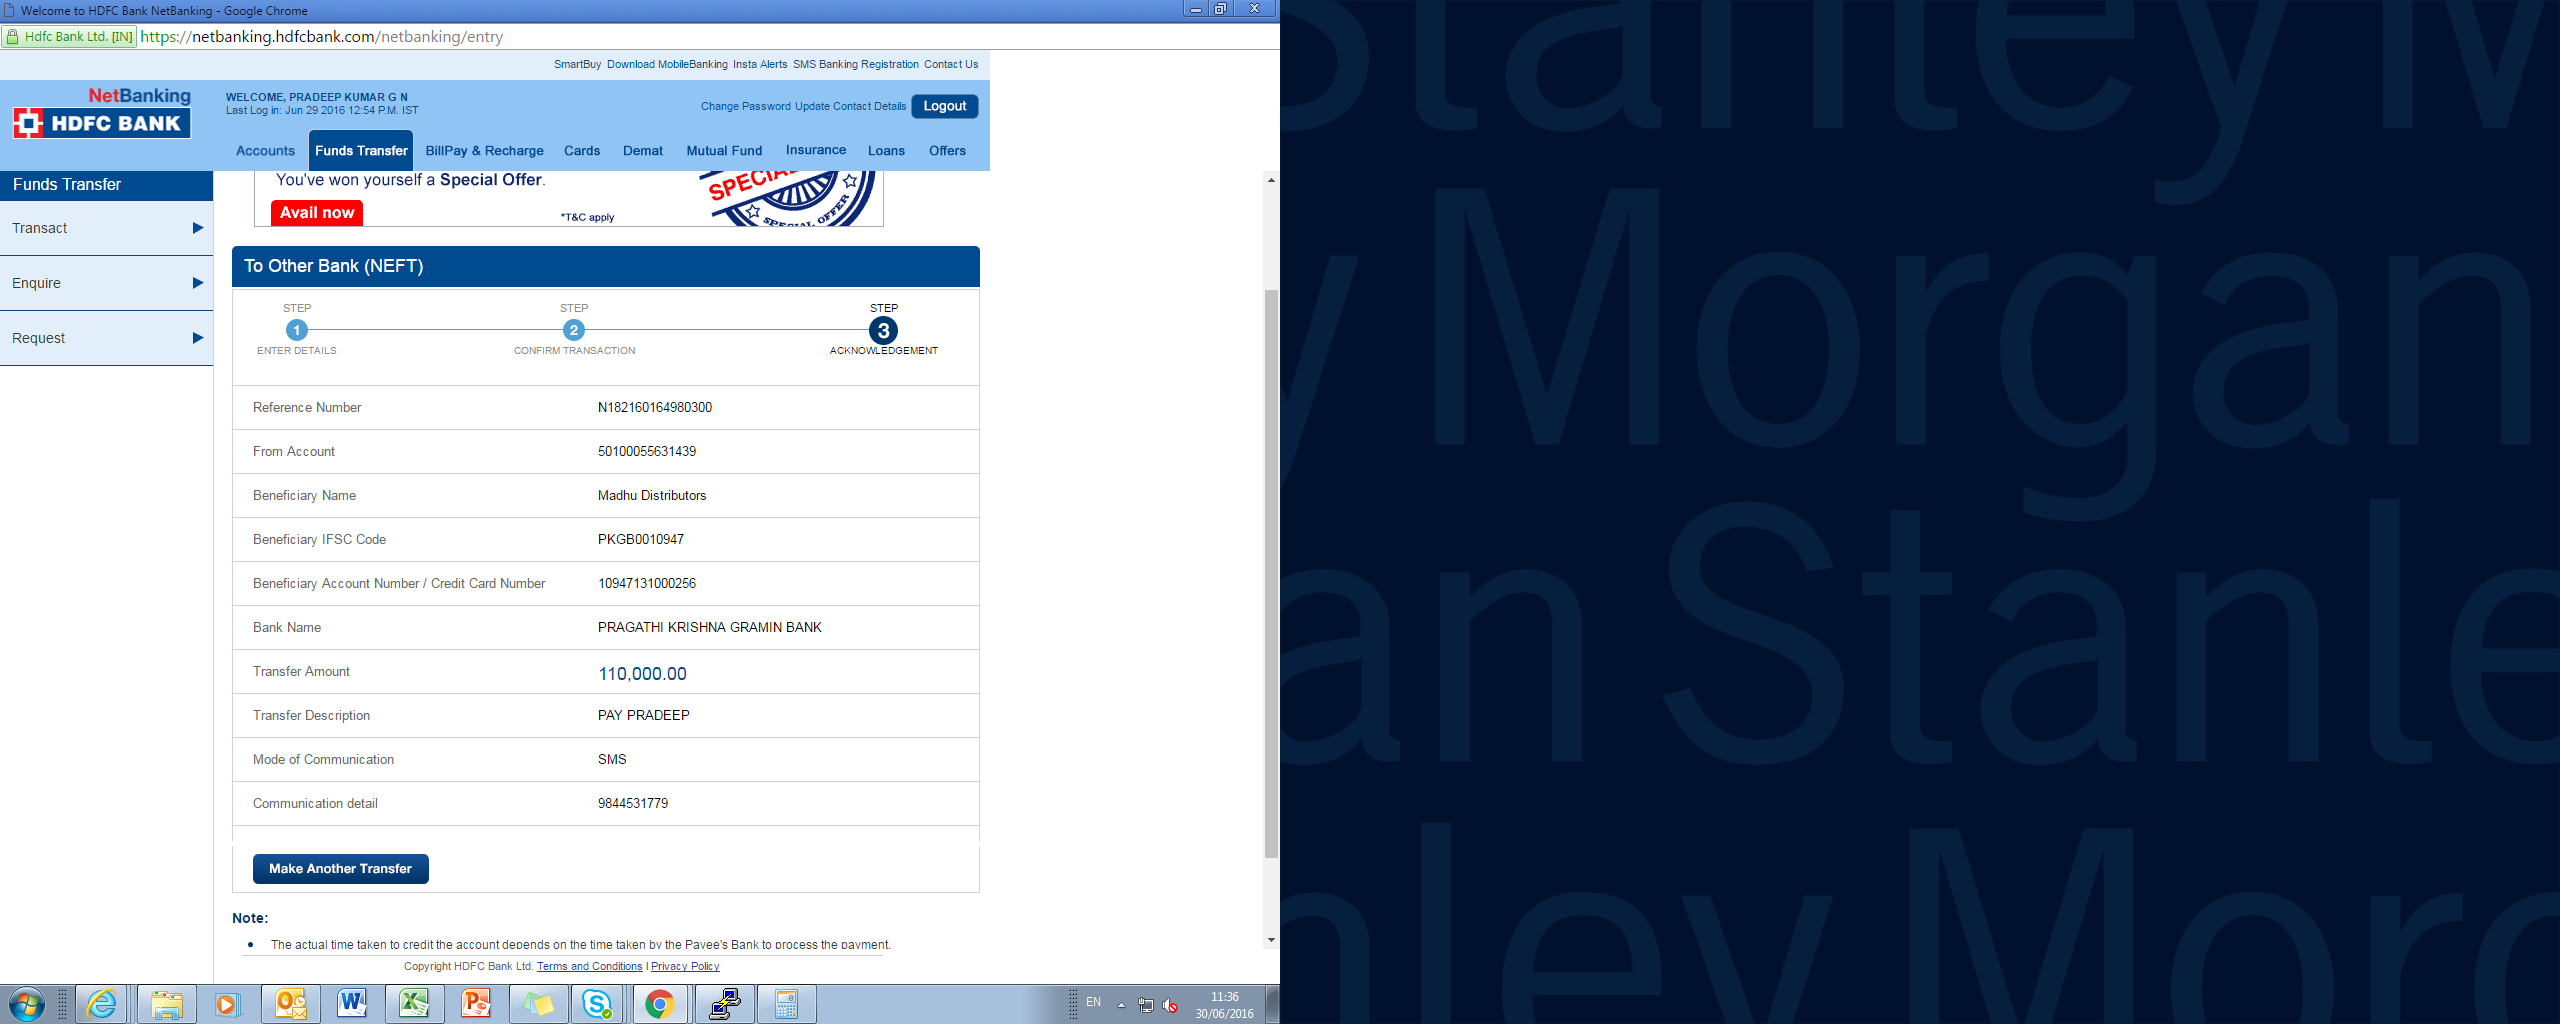 Welcome to HDFC Bank NetBanking - Google Chrome
Hdfc Bank Ltd. [IN] https://netbanking.hdfcbank.com/netbanking/entry
SmartBuy Download MobileBanking Insta Alerts SMS Banking Registration Contact Us
NetBanking
HDFC BANK
WELCOME, PRADEEP KUMAR G N
Last Log in: Jun 29 2016 12:54 P.M. IST
Change Password Update Contact Details Logout
Accounts Funds Transfer BillPay & Recharge Cards Demat Mutual Fund Insurance Loans Offers
Funds Transfer
Transact
Enquire
Request
You've won yourself a Special Offer.
Avail now
*T&C apply
SPECIAL OFFER
To Other Bank (NEFT)
STEP STEP STEP
1 2 3
ENTER DETAILS CONFIRM TRANSACTION ACKNOWLEDGEMENT
Reference Number N182160164980300
From Account 50100055631439
Beneficiary Name Madhu Distributors
Beneficiary IFSC Code PKGB0010947
Beneficiary Account Number / Credit Card Number 10947131000256
Bank Name PRAGATHI KRISHNA GRAMIN BANK
Transfer Amount 110,000.00
Transfer Description PAY PRADEEP
Mode of Communication SMS
Communication detail 9844531779
Make Another Transfer
Note:
The actual time taken to credit the account depends on the time taken by the Payee's Bank to process the payment.
Copyright HDFC Bank Ltd. Terms and Conditions I Privacy Policy
EN
11:36
30/06/2016
Stanley M
y Morgan
an Stanle
nley Morg